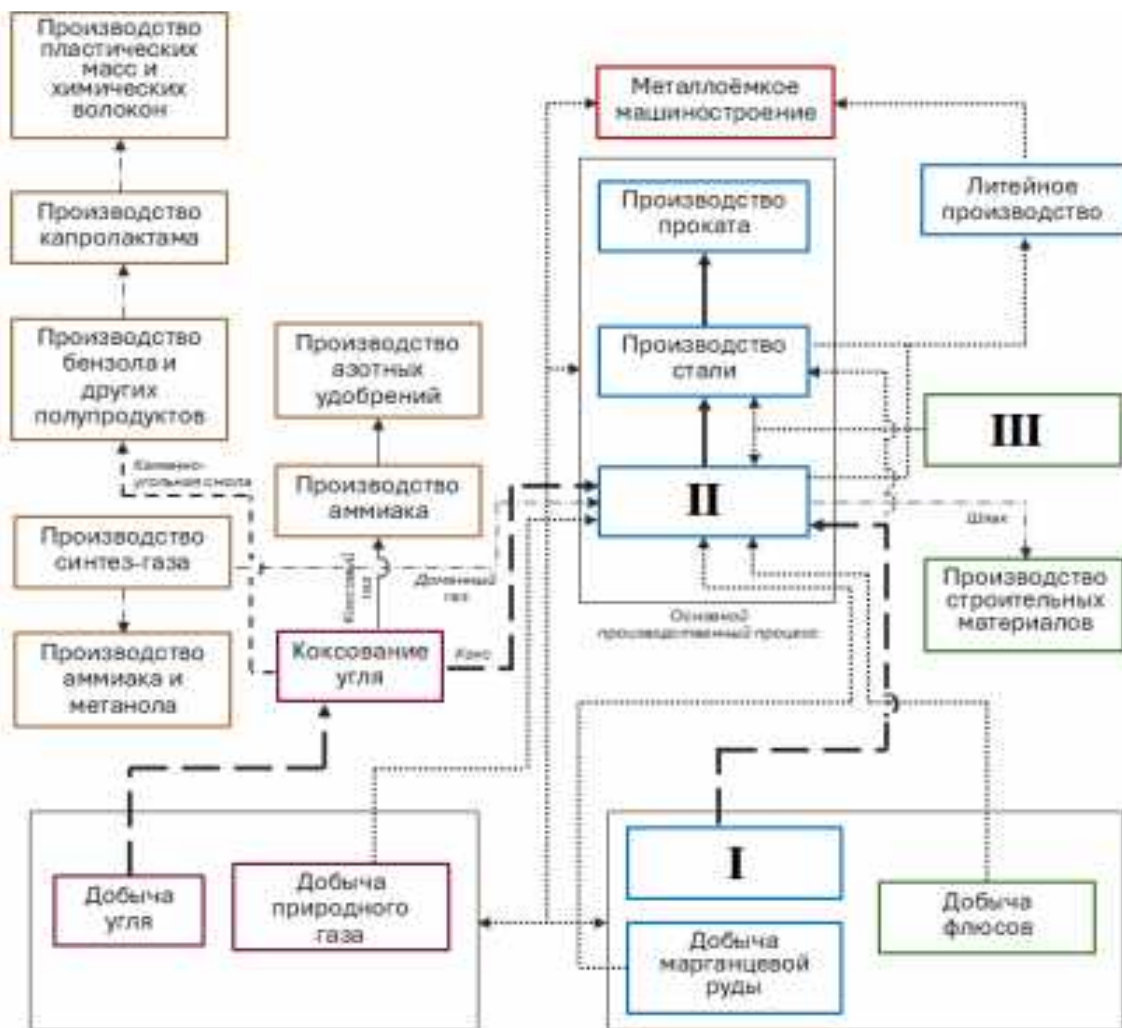 Производство
пластических
масс и
химических
волокон
Металлоёмкое
машиностроение
Производство
капролактама
Производство
проката
Литейное
производство
Производство
бензола и
других
полупродуктов
Производство
азотных
удобрений
Производство
стали
III
Каменно-
угольная смола
Производство
аммиака
II
Шлак
Производство
синтез-газа
Коксовый
газ
Доменный
газ
Производство
строительных
материалов
Основной
производственный процесс
Производство
аммиака и
метанола
Коксование
угля
Кокс
I
Добыча
угля
Добыча
природного
газа
Добыча
флюсов
Добыча
марганцевой
руды